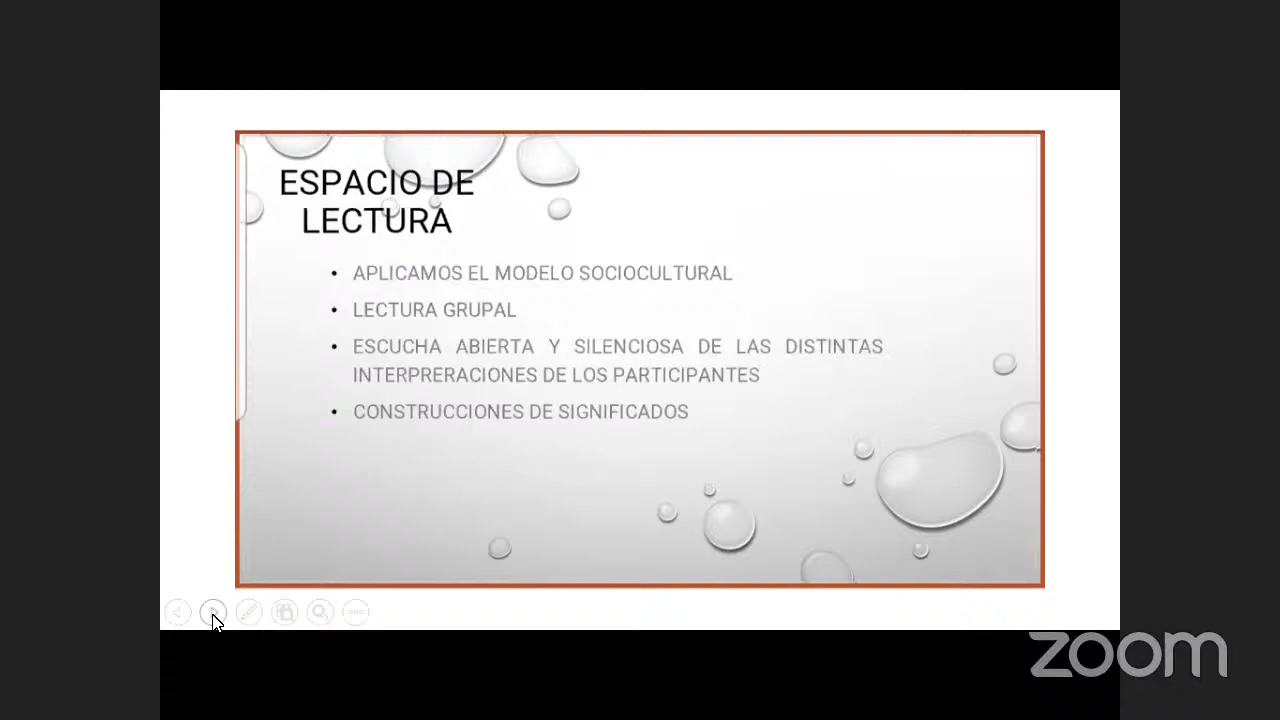 ESPACIO DE
LECTURA
• APLICAMOS EL MODELO SOCIOCULTURAL
• LECTURA GRUPAL
• ESCUCHA ABIERTA Y SILENCIOSA DE LAS DISTINTAS
INTERPRERACIONES DE LOS PARTICIPANTES
• CONSTRUCCIONES DE SIGNIFICADOS
zoom